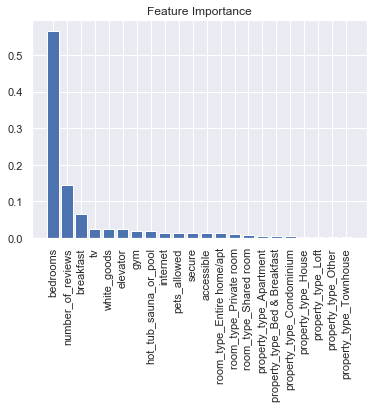 Feature Importance
0.5
0.4
0.3
0.2
0.1
0.0
bedrooms
number_of_reviews
breakfast
tv
white_goods
elevator
gym
hot_tub_sauna_or_pool
internet
pets_allowed
secure
accessible
room_type_Entire home/apt
room_type_Private room
room_type_Shared room
property_type_Apartment
property_type_Bed & Breakfast
property_type_Condominium
property_type_House
property_type_Loft
property_type_Other
property_type_Townhouse